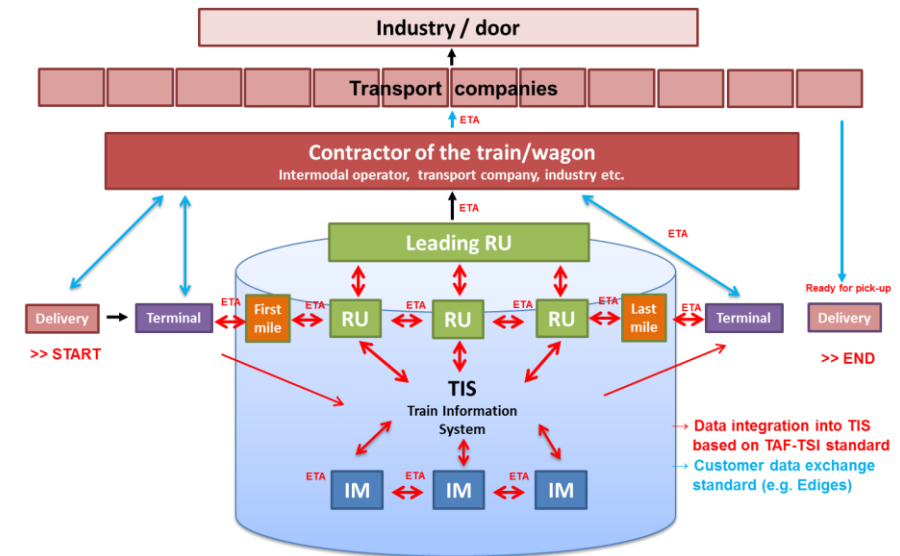 Industry / door
Transport companies
ETA
Contractor of the train/wagon
Intermodal operator, transport company, industry etc.
ETA
ETA
Leading RU
Ready for pick-up
Delivery
Terminal
ETA
First
mile
ETA
RU
ETA
RU
ETA
RU
ETA
Last
mile
ETA
Terminal
Delivery
>> START
>> END
TIS
Train Information
System
→ Data integration into TIS
based on TAF-TSI standard
→ Customer data exchange
standard (e.g. Ediges)
ETA
IM
ETA
IM
ETA
IM